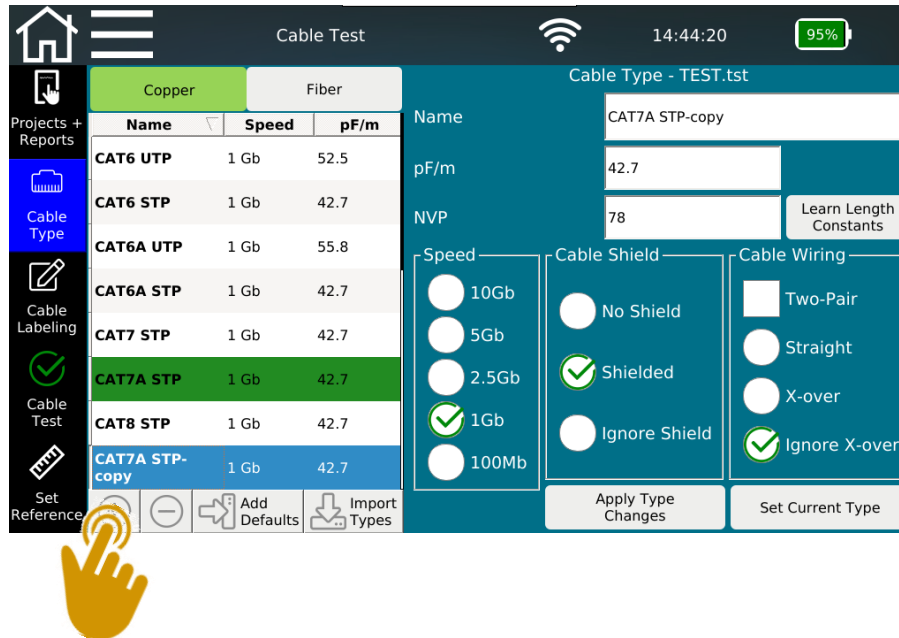 Cable Test
14:44:20
95%
Projects +
Reports
Cable
Type
Cable
Labeling
Cable
Test
Set
Reference
Copper
Fiber
Name Speed pF/m
CAT6 UTP 1 Gb 52.5
CAT6 STP 1 Gb 42.7
CAT6A UTP 1 Gb 55.8
CAT6A STP 1 Gb 42.7
CAT7 STP 1 Gb 42.7
CAT7A STP 1 Gb 42.7
CAT8 STP 1 Gb 42.7
CAT7A STP-
copy 1 Gb 42.7
Add
Defaults
Import
Types
Cable Type - TEST.tst
Name CAT7A STP-copy
pF/m 42.7
NVP 78
Learn Length
Constants
Speed
10Gb
5Gb
2.5Gb
1Gb
100Mb
Cable Shield
No Shield
Shielded
Ignore Shield
Cable Wiring
Two-Pair
Straight
X-over
Ignore X-over
Apply Type
Changes
Set Current Type